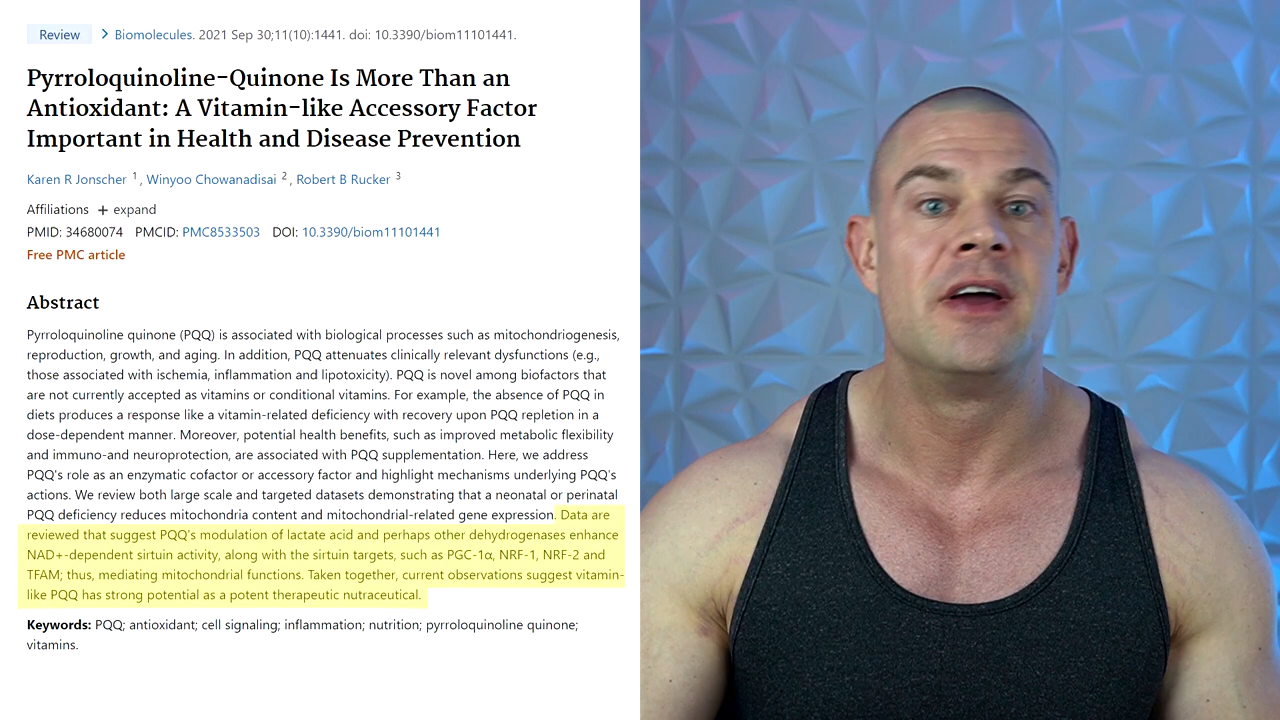 Review
Biomolecules. 2021 Sep 30;11(10):1441. doi: 10.3390/biom11101441.
Pyrroloquinoline-Quinone Is More Than an
Antioxidant: A Vitamin-like Accessory Factor
Important in Health and Disease Prevention
Karen R Jonscher 1, Winyoo Chowanadisai 2, Robert B Rucker 3
Affiliations + expand
PMID: 34680074 PMCID: PMC8533503 DOI: 10.3390/biom11101441
Free PMC article
Abstract
Pyrroloquinoline quinone (PQQ) is associated with biological processes such as mitochondriogenesis,
reproduction, growth, and aging. In addition, PQQ attenuates clinically relevant dysfunctions (e.g.,
those associated with ischemia, inflammation and lipotoxicity). PQQ is novel among biofactors that
are not currently accepted as vitamins or conditional vitamins. For example, the absence of PQQ in
diets produces a response like a vitamin-related deficiency with recovery upon PQQ repletion in a
dose-dependent manner. Moreover, potential health benefits, such as improved metabolic flexibility
and immuno-and neuroprotection, are associated with PQQ supplementation. Here, we address
PQQ's role as an enzymatic cofactor or accessory factor and highlight mechanisms underlying PQQ's
actions. We review both large scale and targeted datasets demonstrating that a neonatal or perinatal
PQQ deficiency reduces mitochondria content and mitochondrial-related gene expression. Data are
reviewed that suggest PQQ's modulation of lactate acid and perhaps other dehydrogenases enhance
NAD+-dependent sirtuin activity, along with the sirtuin targets, such as PGC-1α, NRF-1, NRF-2 and
TFAM; thus, mediating mitochondrial functions. Taken together, current observations suggest vitamin-
like PQQ has strong potential as a potent therapeutic nutraceutical.
Keywords: PQQ; antioxidant; cell signaling; inflammation; nutrition; pyrroloquinoline quinone;
vitamins.